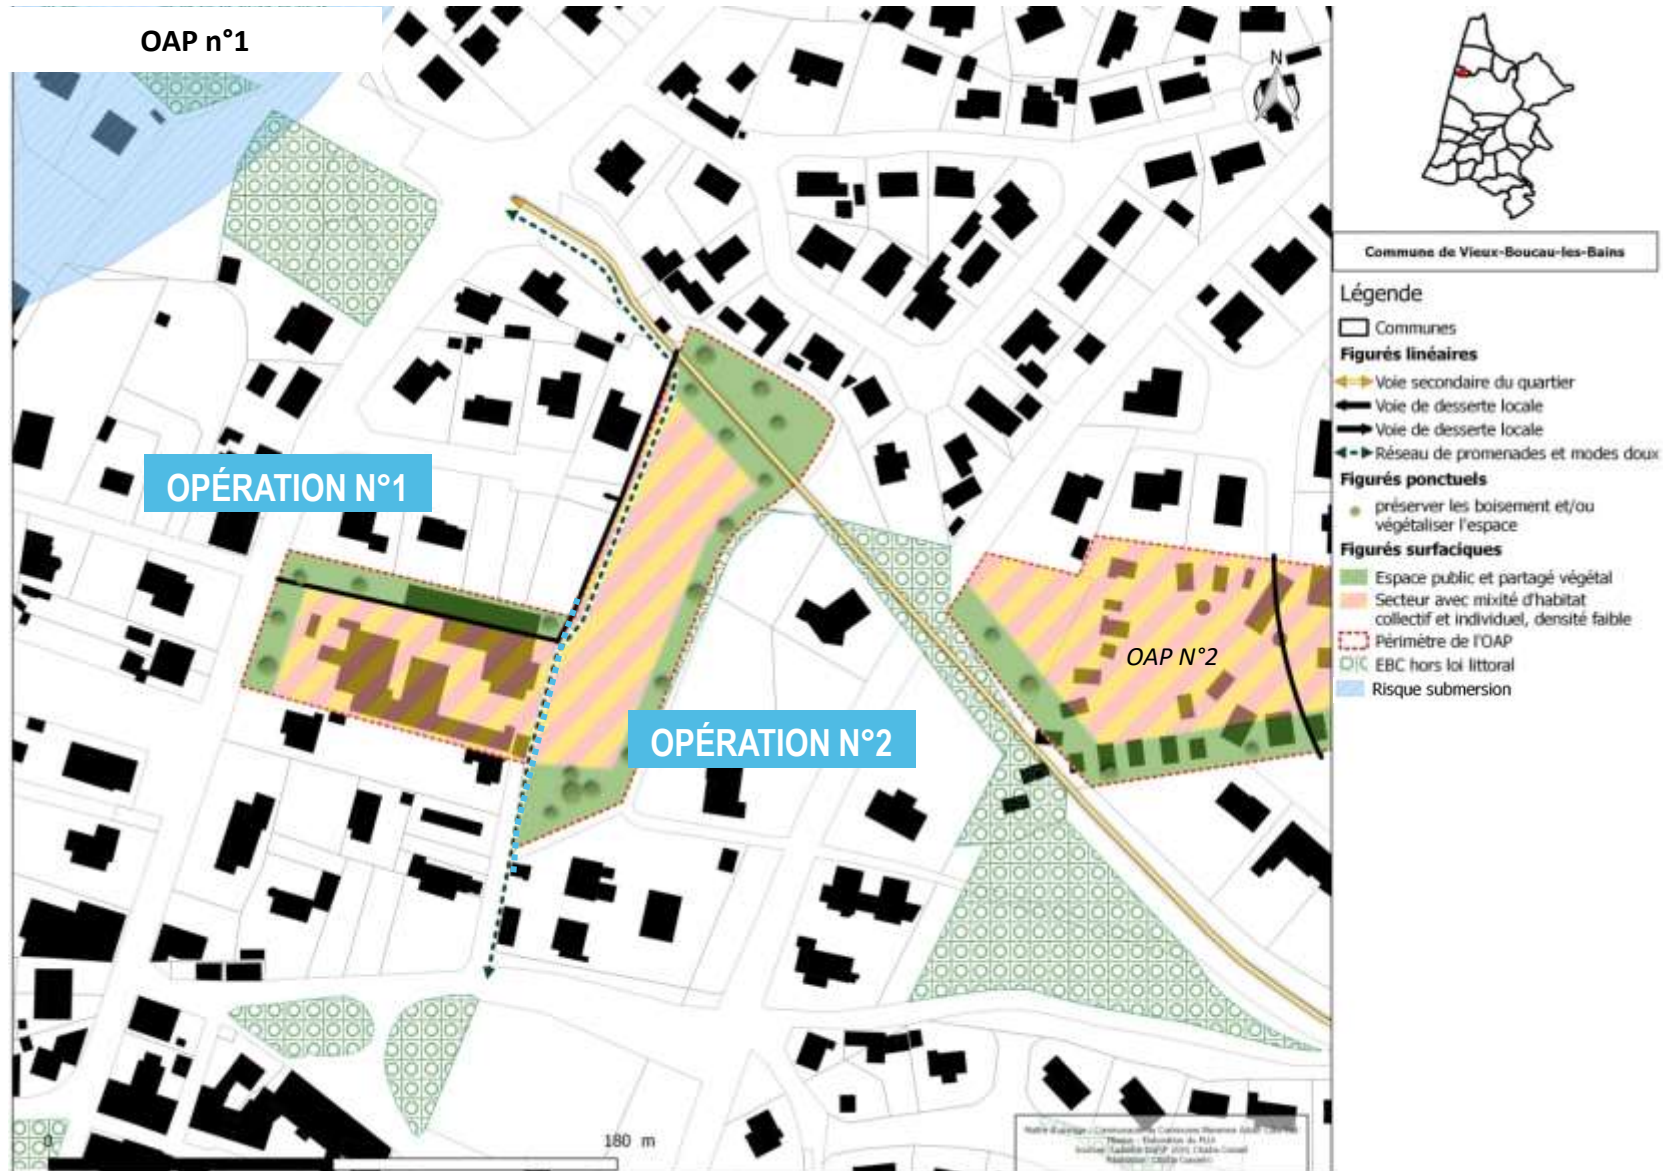 OAP n°1
N
OPÉRATION N°1
OAP N°2
OPÉRATION N°2
0
180 m
Commune de Vieux-Boucau-les-Bains
Légende
Communes
Figurés linéaires
Voie secondaire du quartier
Voie de desserte locale
Voie de desserte locale
Réseau de promenades et modes doux
Figurés ponctuels
préserver les boisement et/ou
végétaliser l'espace
Figurés surfaciques
Espace public et partagé végétal
Secteur avec mixité d'habitat
collectif et individuel, densité faible
Périmètre de l'OAP
EBC hors loi littoral
Risque submersion